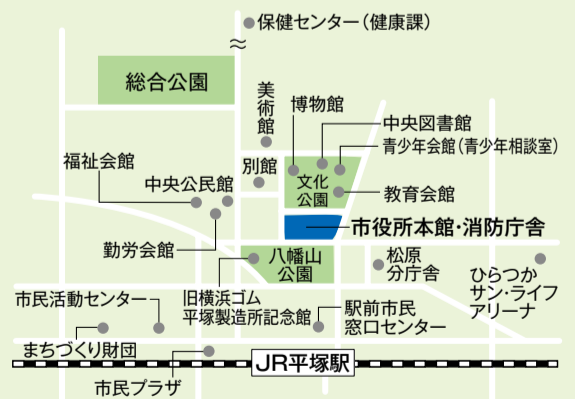 保健センター（健康課）
総合公園
美術館
博物館
中央図書館
青少年会館（青少年相談室）
福祉会館
中央公民館
別館
文化
公園
教育会館
市役所本館・消防庁舎
勤労会館
八幡山
公園
松原
分庁舎
ひらつか
サン・ライフ
アリーナ
市民活動センター
旧横浜ゴム
平塚製造所記念館
駅前市民
窓口センター
まちづくり財団
JR平塚駅
市民プラザ